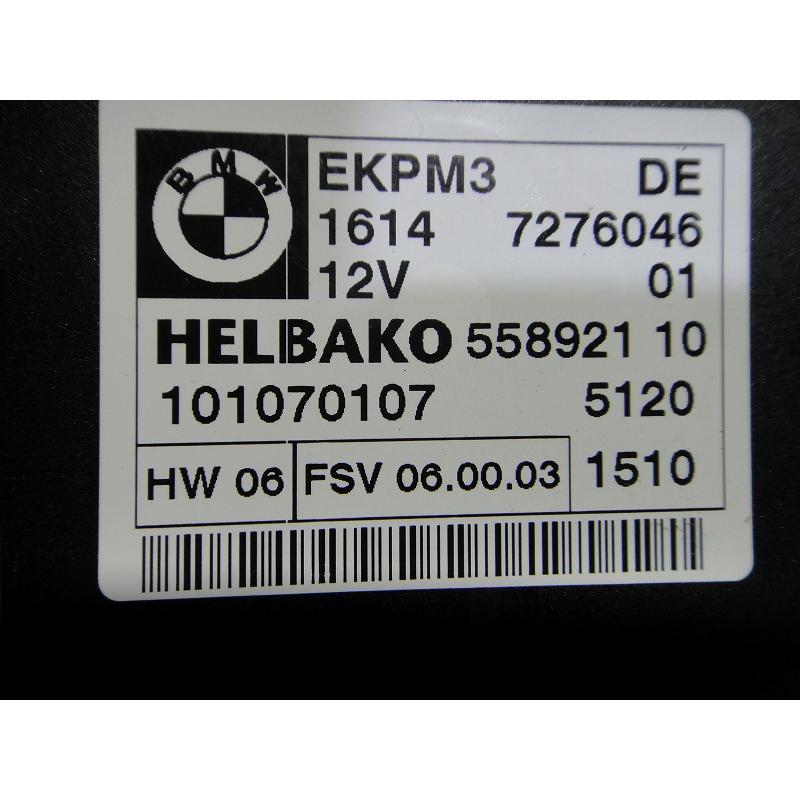 BMW
EKPM3 DE
1614 7276046
12V 01
HELBAKO 558921 10
101070107 5120
HW 06 FSV 06.00.03 1510